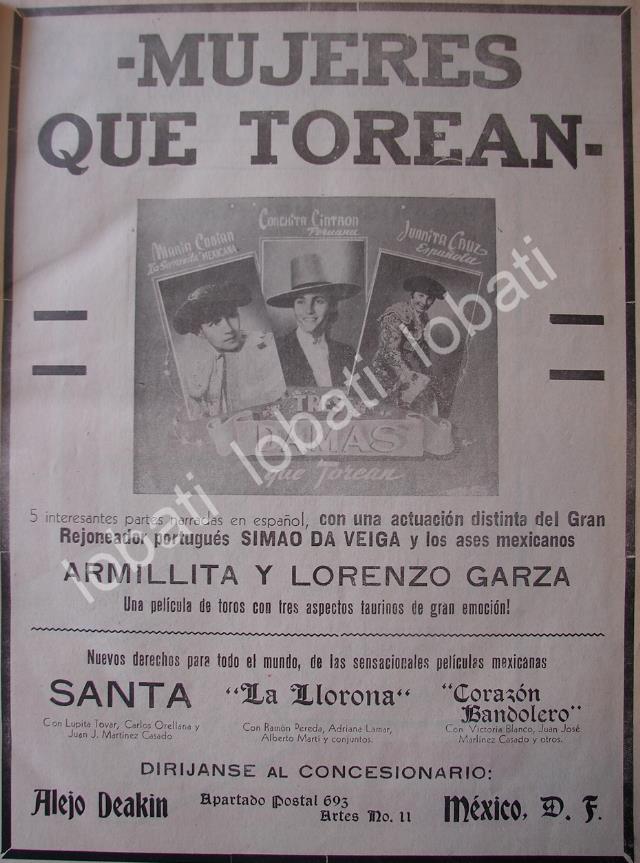 -MUJERES
QUE TOREAN-
Maria Cobian
La Serranita MEXICANA
Conchita Cintron
Peruana
Juanita Cruz
Española
TRES
DAMAS
que Torean
lobati lobati lobati lobati
5 interesantes partes narradas en español, con una actuación distinta del Gran
Rejoneador portugués SIMAO DA VEIGA y los ases mexicanos
ARMILLITA Y LORENZO GARZA
Una película de toros con tres aspectos taurinos de gran emoción!
Nuevos derechos para todo el mundo, de las sensacionales películas mexicanas
SANTA
Con Lupita Tovar, Carlos Orellana y
Juan J. Martínez Casado
"La Llorona"
Con Ramón Pereda, Adriana Lamar,
Alberto Martí y conjuntos.
"Corazón
Bandolero"
Con Victoria Blanco, Juan José
Martínez Casado y otros.
DIRIJANSE AL CONCESIONARIO:
Alejo Deakin
Apartado Postal 693
Artes No. 11
México, D. F.